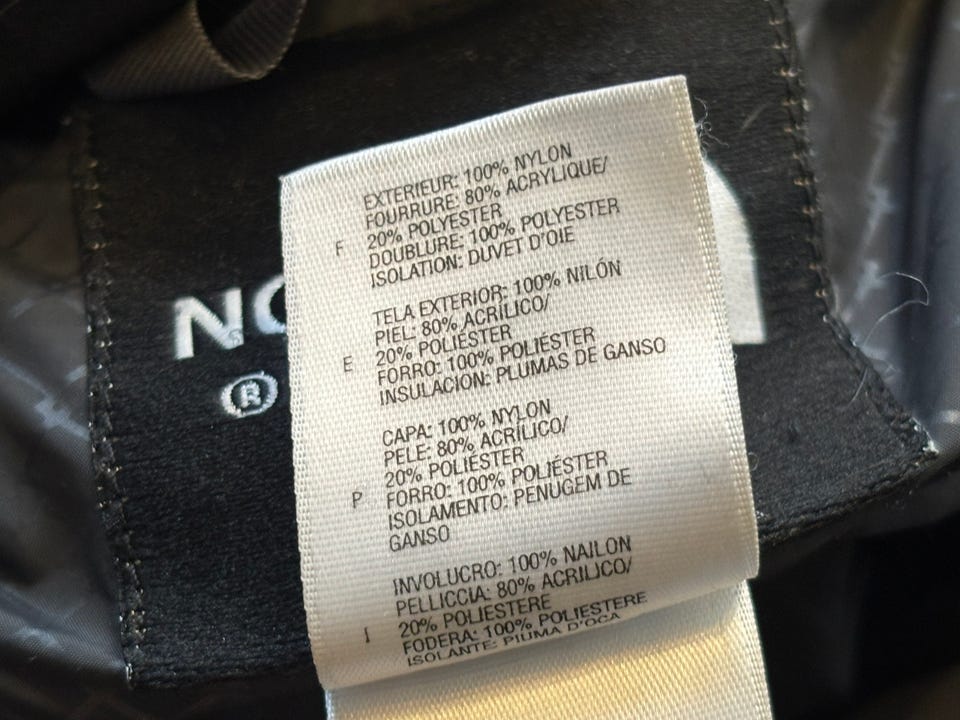 EXTERIEUR: 100% NYLON
FOURRURE: 80% ACRYLIQUE/
F 20% POLYESTER
DOUBLURE: 100% POLYESTER
ISOLATION: DUVET D'OIE
TELA EXTERIOR: 100% NILÓN
PIEL: 80% ACRÍLICO/
E 20% POLIÉSTER
FORRO: 100% POLIÉSTER
INSULACION: PLUMAS DE GANSO
CAPA: 100% NYLON
PELE: 80% ACRÍLICO/
20% POLIÉSTER
P FORRO: 100% POLIÉSTER
ISOLAMENTO: PENUGEM DE
GANSO
INVOLUCRO: 100% NAILON
PELLICCIA: 80% ACRILICO/
I 20% POLIESTERE
FODERA: 100% POLIESTERE
ISOLANTE: PIUMA D'OCA
NO
®